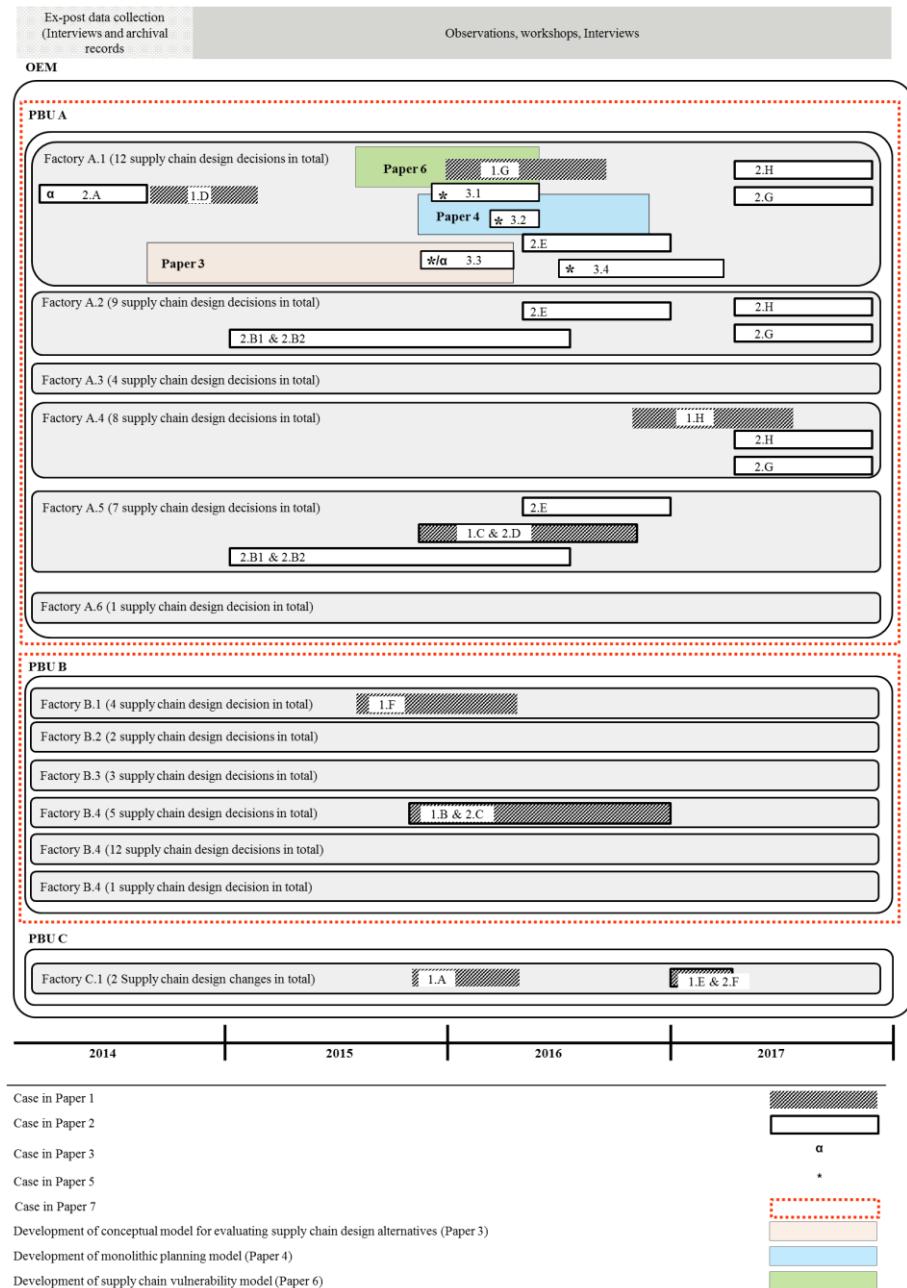 Ex-post data collection
(Interviews and archival
records
Observations, workshops, Interviews
OEM
PBU A
Factory A.1 (12 supply chain design decisions in total)
Paper 6
1.G
2.H
α 2.A
1.D
* 3.1
2.G
Paper 4
* 3.2
2.E
Paper 3
*/α 3.3
* 3.4
Factory A.2 (9 supply chain design decisions in total)
2.E
2.H
2.B1 & 2.B2
2.G
Factory A.3 (4 supply chain design decisions in total)
Factory A.4 (8 supply chain design decisions in total)
1.H
2.H
2.G
Factory A.5 (7 supply chain design decisions in total)
2.E
1.C & 2.D
2.B1 & 2.B2
Factory A.6 (1 supply chain design decision in total)
PBU B
Factory B.1 (4 supply chain design decision in total)
1.F
Factory B.2 (2 supply chain design decisions in total)
Factory B.3 (3 supply chain design decisions in total)
Factory B.4 (5 supply chain design decisions in total)
1.B & 2.C
Factory B.4 (12 supply chain design decisions in total)
Factory B.4 (1 supply chain design decision in total)
PBU C
Factory C.1 (2 Supply chain design changes in total)
1.A
1.E & 2.F
2014 2015 2016 2017
Case in Paper 1
Case in Paper 2
Case in Paper 3 α
Case in Paper 5 *
Case in Paper 7
Development of conceptual model for evaluating supply chain design alternatives (Paper 3)
Development of monolithic planning model (Paper 4)
Development of supply chain vulnerability model (Paper 6)